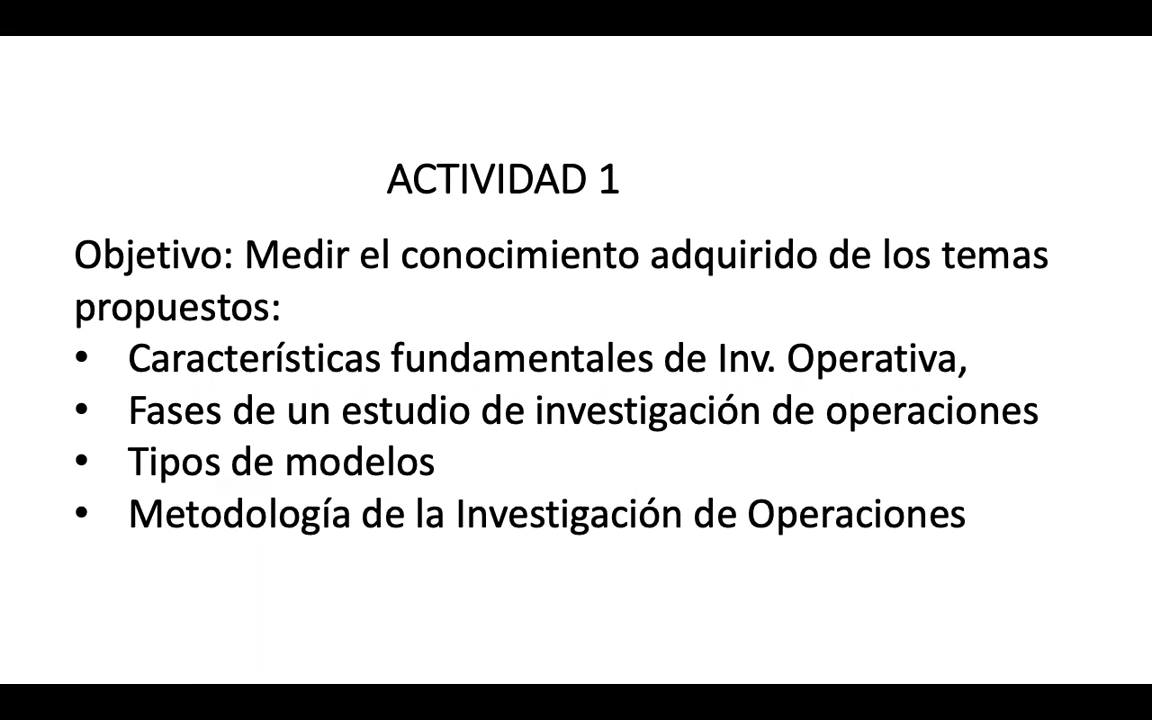 ACTIVIDAD 1
Objetivo: Medir el conocimiento adquirido de los temas
propuestos:
• Características fundamentales de Inv. Operativa,
• Fases de un estudio de investigación de operaciones
• Tipos de modelos
• Metodología de la Investigación de Operaciones